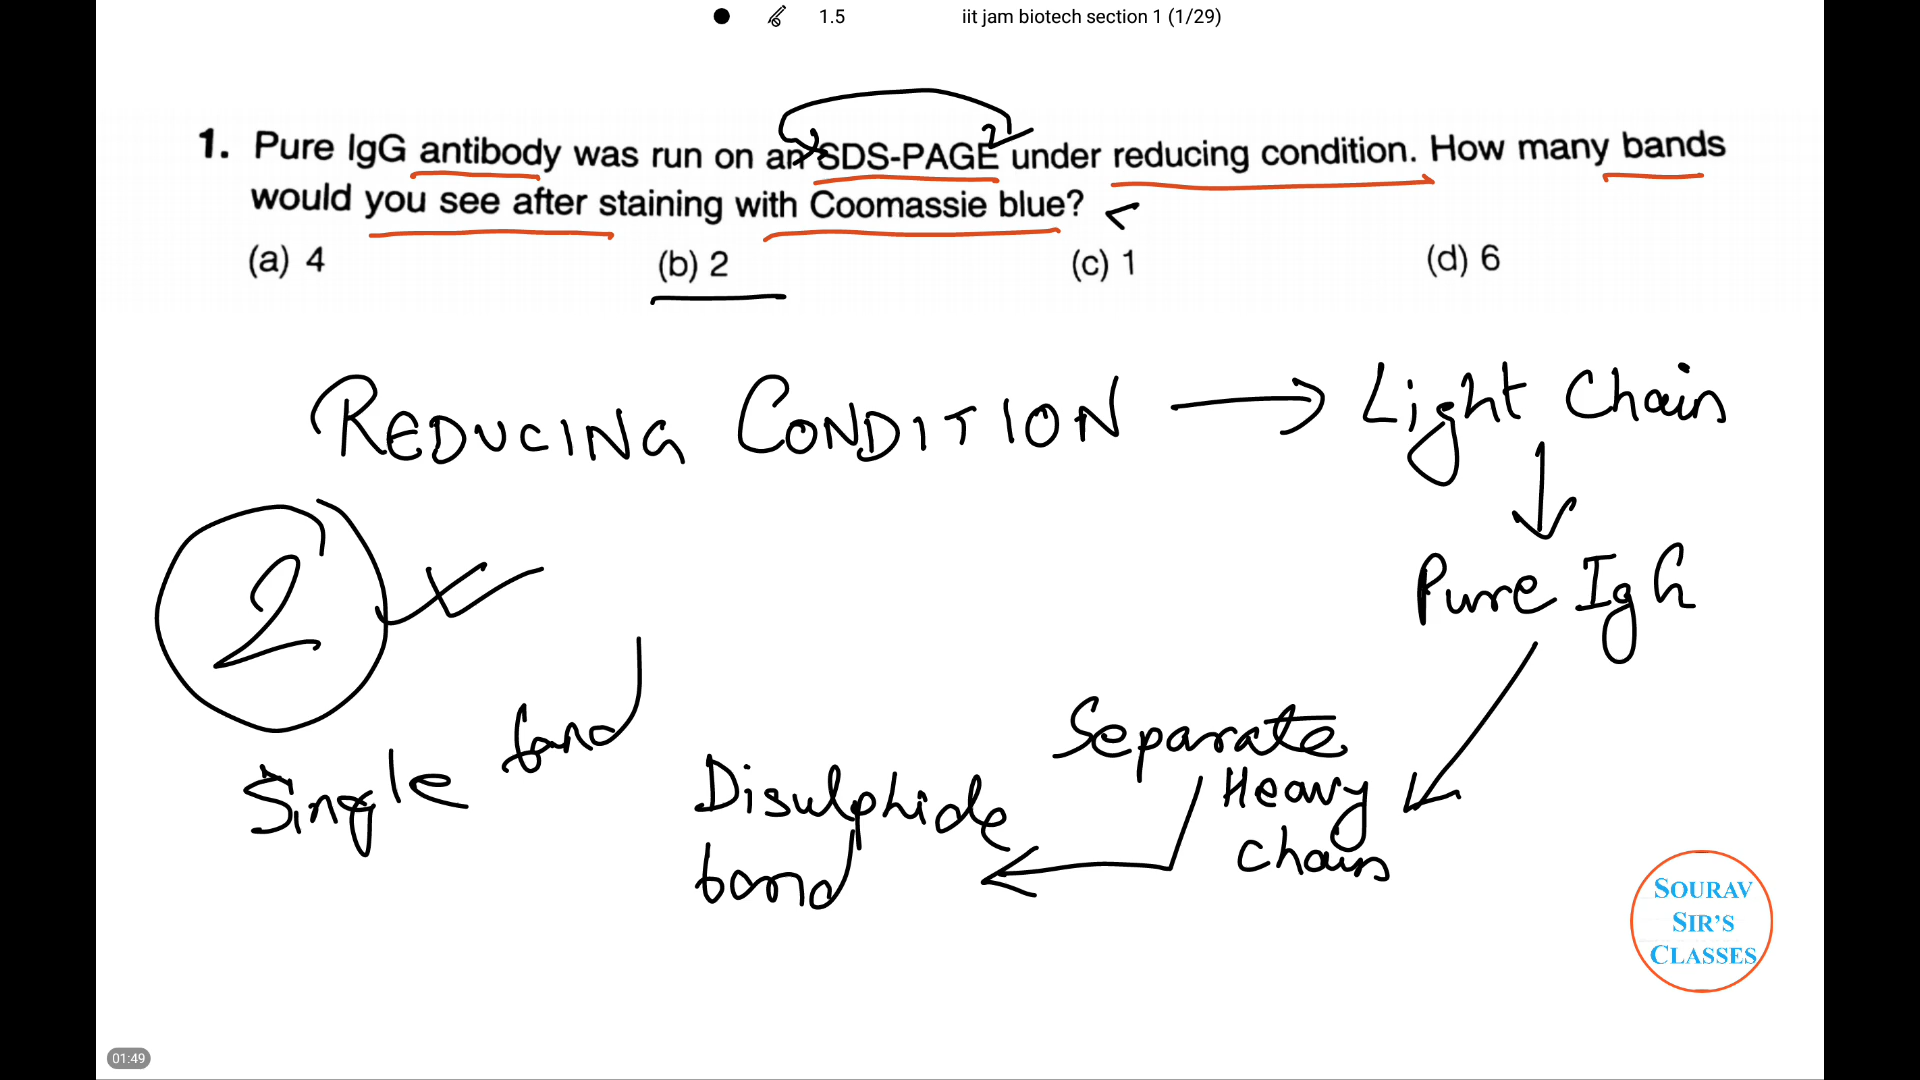 1.5 iit jam biotech section 1 (1/29)
1. Pure IgG antibody was run on an SDS-PAGE under reducing condition. How many bands
would you see after staining with Coomassie blue?
(a) 4 (b) 2 (c) 1 (d) 6
REDUCING CONDITION → Light Chain
Pure IgG
2
Separate
Heavy
Chain
Disulphide
bond
Single band
SOURAV
SIR'S
CLASSES
01:49